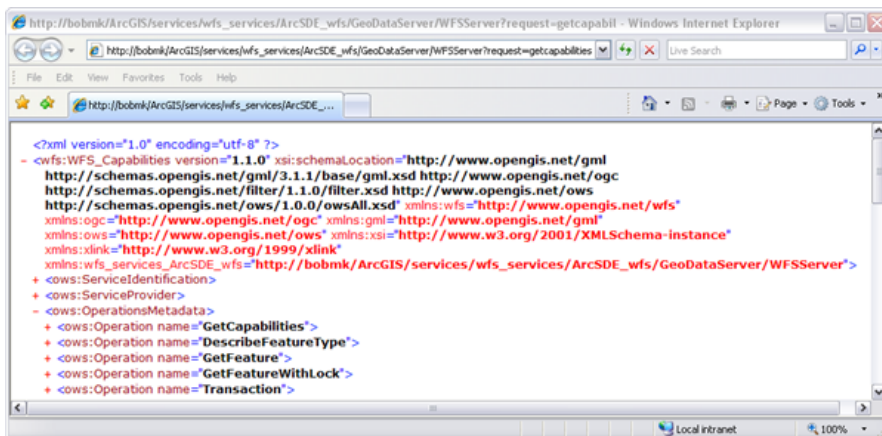 http://bobmk/ArcGIS/services/wfs_services/ArcSDE_wfs/GeoDataServer/WFSServer?request=getcapabil - Windows Internet Explorer
http://bobmk/ArcGIS/services/wfs_services/ArcSDE_wfs/GeoDataServer/WFSServer?request=getcapabilities Live Search
File Edit View Favorites Tools Help
http://bobmk/ArcGIS/services/wfs_services/ArcSDE_... Page Tools
<?xml version="1.0" encoding="utf-8" ?>
- <wfs:WFS_Capabilities version="1.1.0" xsi:schemaLocation="http://www.opengis.net/gml
http://schemas.opengis.net/gml/3.1.1/base/gml.xsd http://www.opengis.net/ogc
http://schemas.opengis.net/filter/1.1.0/filter.xsd http://www.opengis.net/ows
http://schemas.opengis.net/ows/1.0.0/owsAll.xsd" xmlns:wfs="http://www.opengis.net/wfs"
xmlns:ogc="http://www.opengis.net/ogc" xmlns:gml="http://www.opengis.net/gml"
xmlns:ows="http://www.opengis.net/ows" xmlns:xsi="http://www.w3.org/2001/XMLSchema-instance"
xmlns:xlink="http://www.w3.org/1999/xlink"
xmlns:wfs_services_ArcSDE_wfs="http://bobmk/ArcGIS/services/wfs_services/ArcSDE_wfs/GeoDataServer/WFSServer">
+ <ows:ServiceIdentification>
+ <ows:ServiceProvider>
- <ows:OperationsMetadata>
+ <ows:Operation name="GetCapabilities">
+ <ows:Operation name="DescribeFeatureType">
+ <ows:Operation name="GetFeature">
+ <ows:Operation name="GetFeatureWithLock">
+ <ows:Operation name="Transaction">
Local intranet 100%